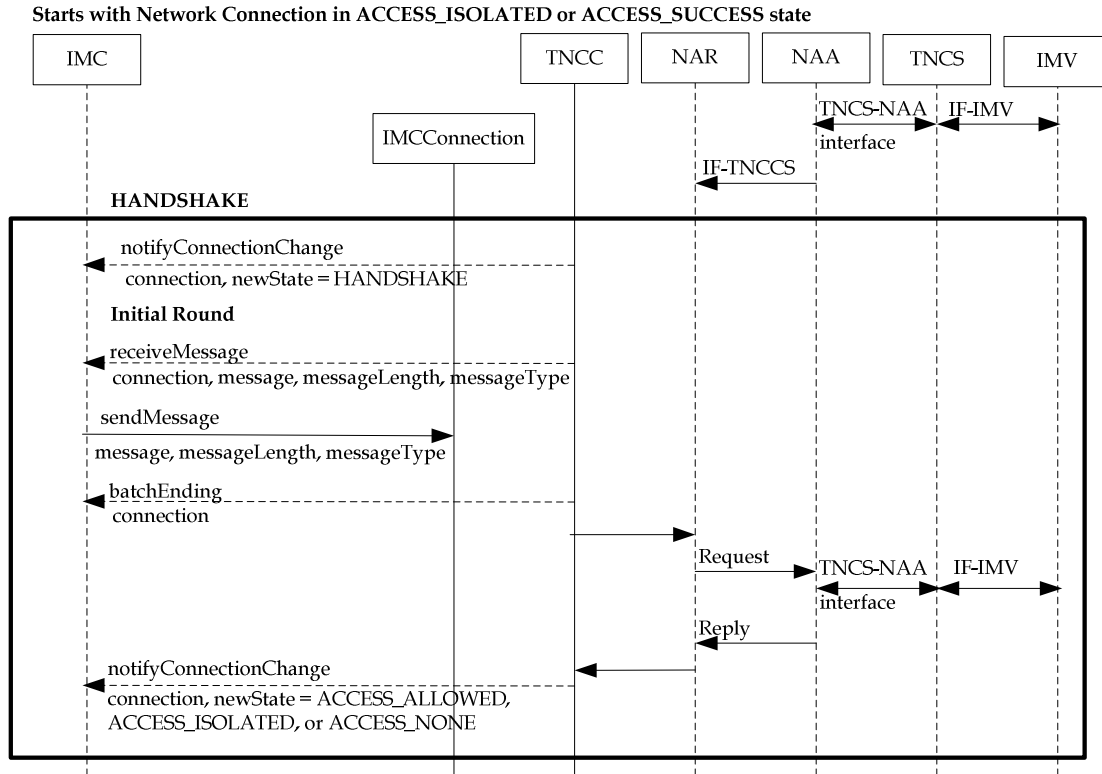 Starts with Network Connection in ACCESS_ISOLATED or ACCESS_SUCCESS state
IMC
TNCC
NAR
NAA
TNCS
IMV
TNCS-NAA
IF-IMV
interface
IMCConnection
IF-TNCCS
HANDSHAKE
notifyConnectionChange
connection, newState = HANDSHAKE
Initial Round
receiveMessage
connection, message, messageLength, messageType
sendMessage
message, messageLength, messageType
batchEnding
connection
Request
TNCS-NAA
IF-IMV
interface
Reply
notifyConnectionChange
connection, newState = ACCESS_ALLOWED,
ACCESS_ISOLATED, or ACCESS_NONE